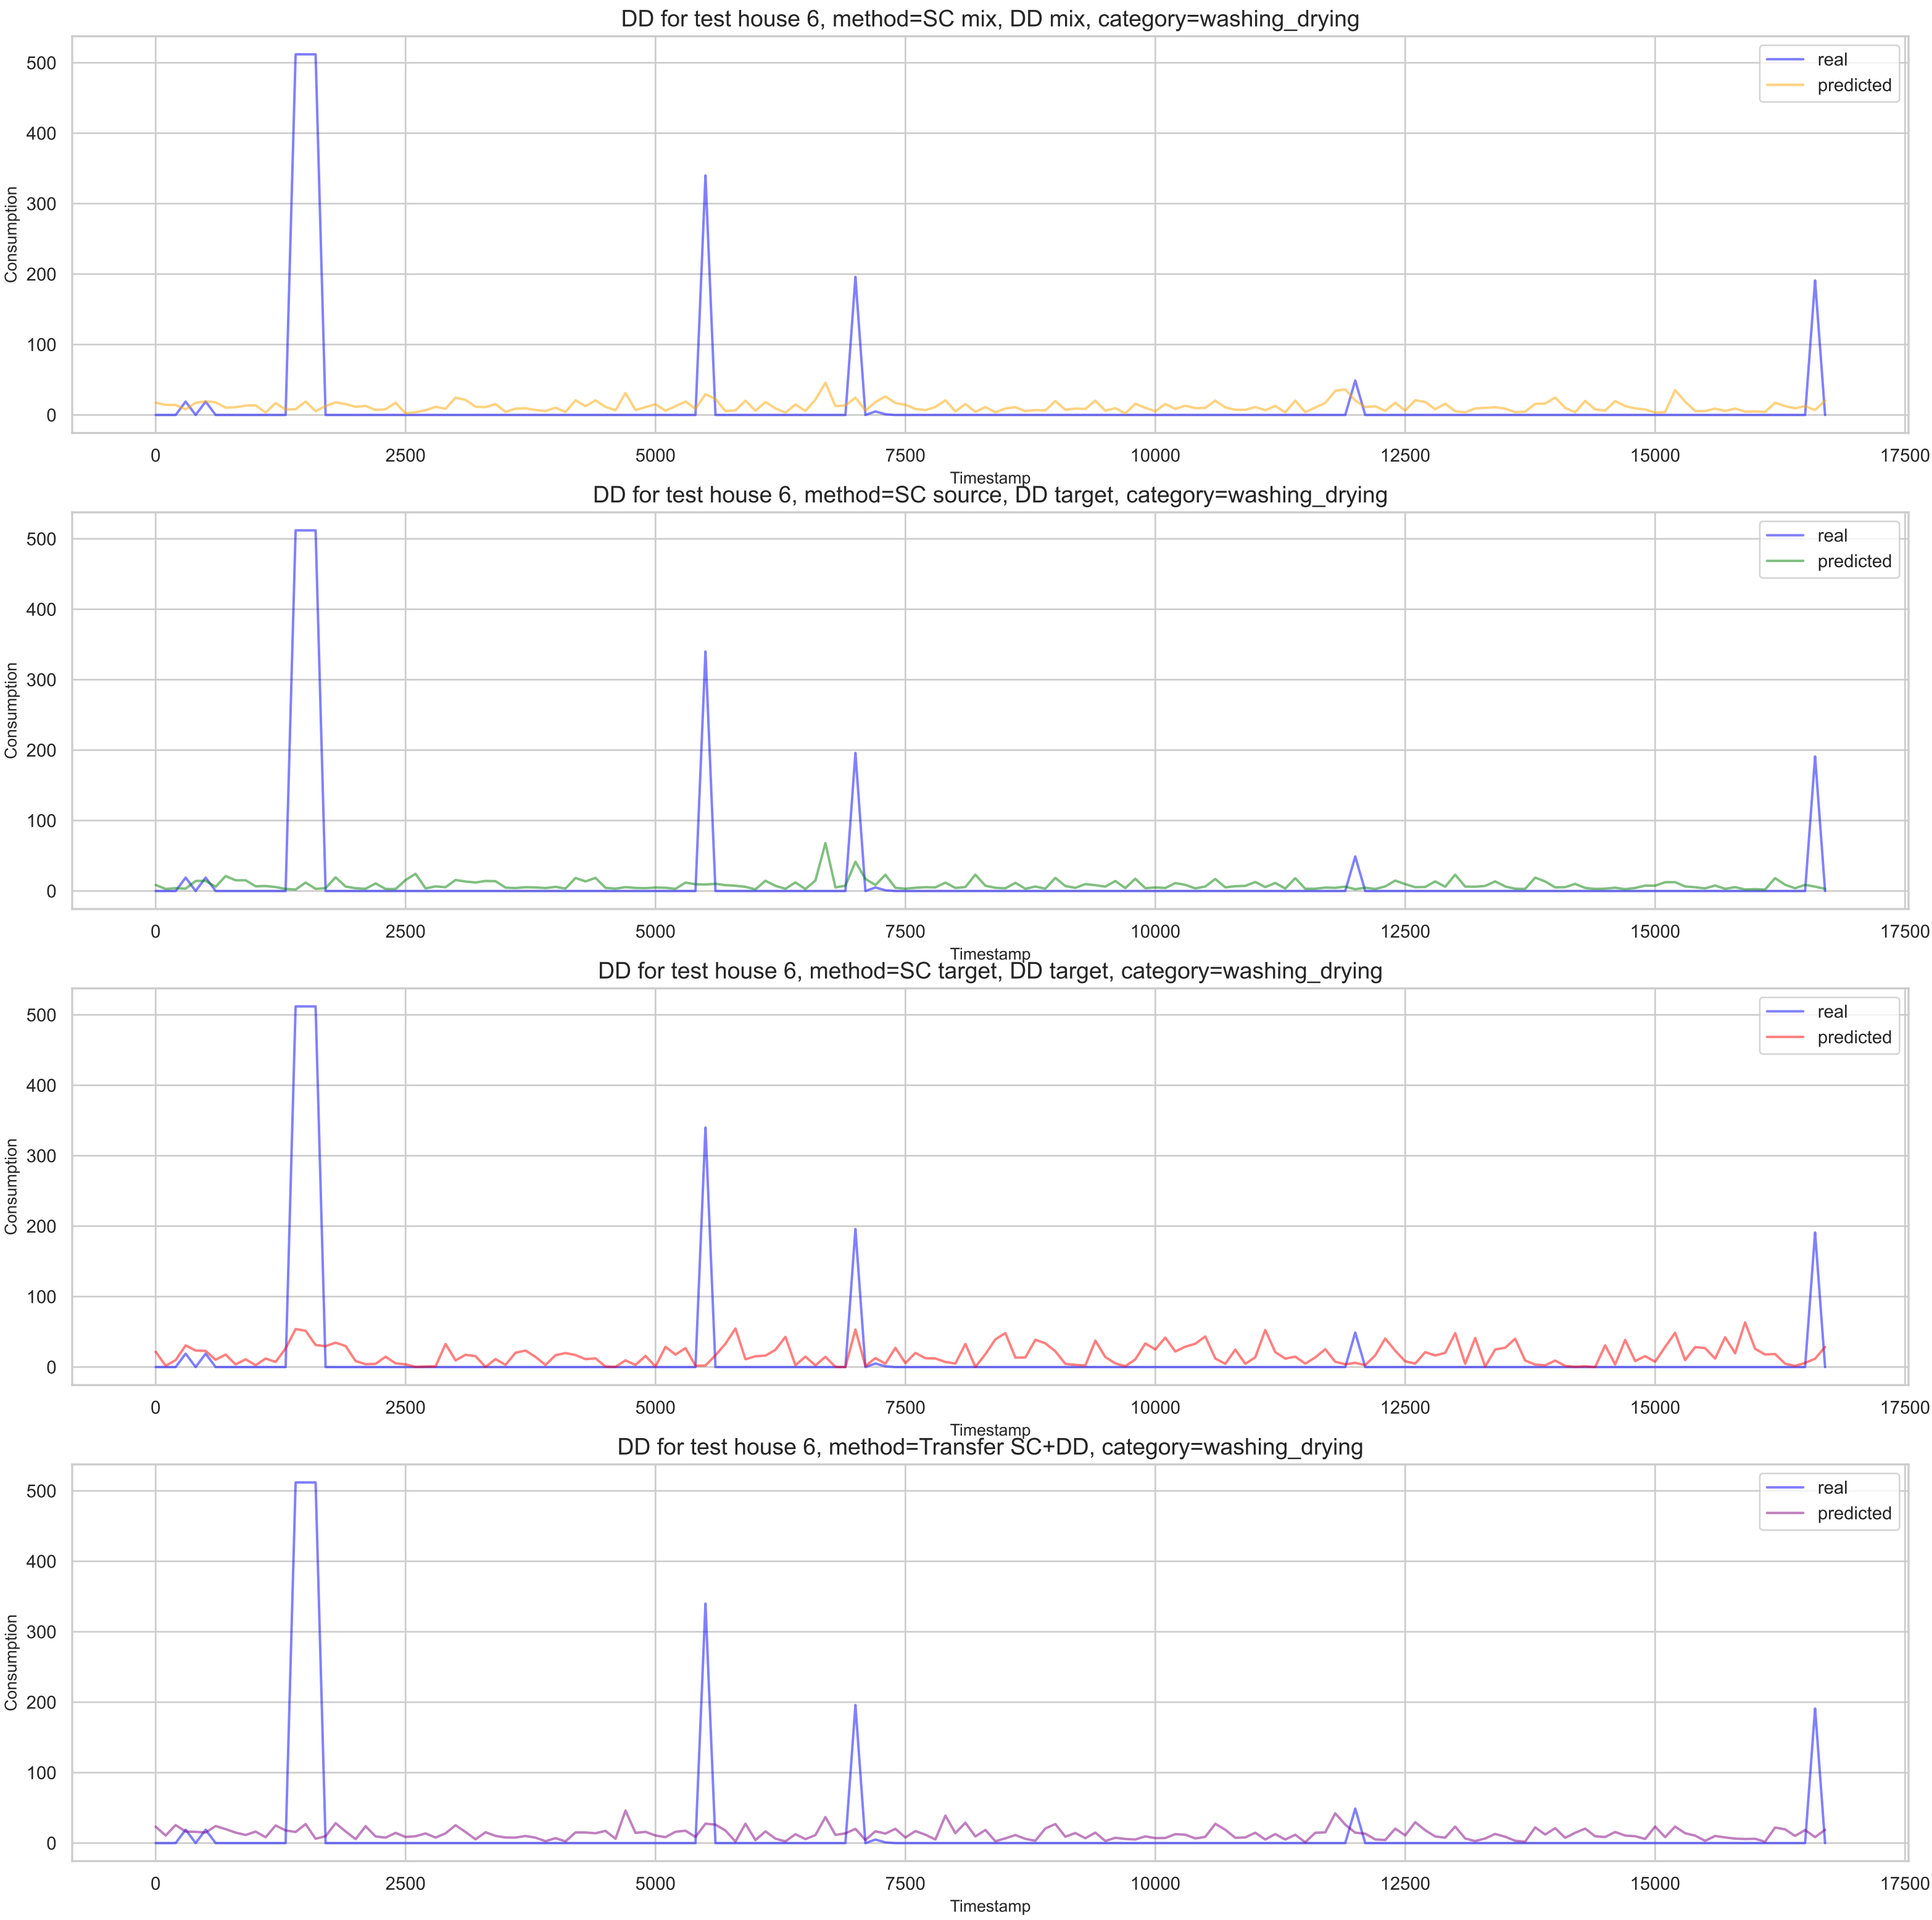 DD for test house 6, method=SC mix, DD mix, category=washing_drying
500
400
300
200
100
0
Consumption
real
predicted
0 2500 5000 7500 10000 12500 15000 17500
Timestamp
DD for test house 6, method=SC source, DD target, category=washing_drying
500
400
300
200
100
0
Consumption
real
predicted
0 2500 5000 7500 10000 12500 15000 17500
Timestamp
DD for test house 6, method=SC target, DD target, category=washing_drying
500
400
300
200
100
0
Consumption
real
predicted
0 2500 5000 7500 10000 12500 15000 17500
Timestamp
DD for test house 6, method=Transfer SC+DD, category=washing_drying
500
400
300
200
100
0
Consumption
real
predicted
0 2500 5000 7500 10000 12500 15000 17500
Timestamp